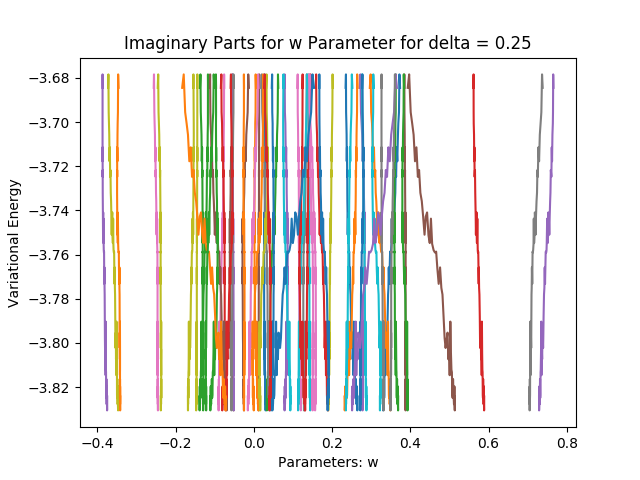 Imaginary Parts for w Parameter for delta = 0.25
Variational Energy
−3.68
−3.70
−3.72
−3.74
−3.76
−3.78
−3.80
−3.82
−0.4 −0.2 0.0 0.2 0.4 0.6 0.8
Parameters: w